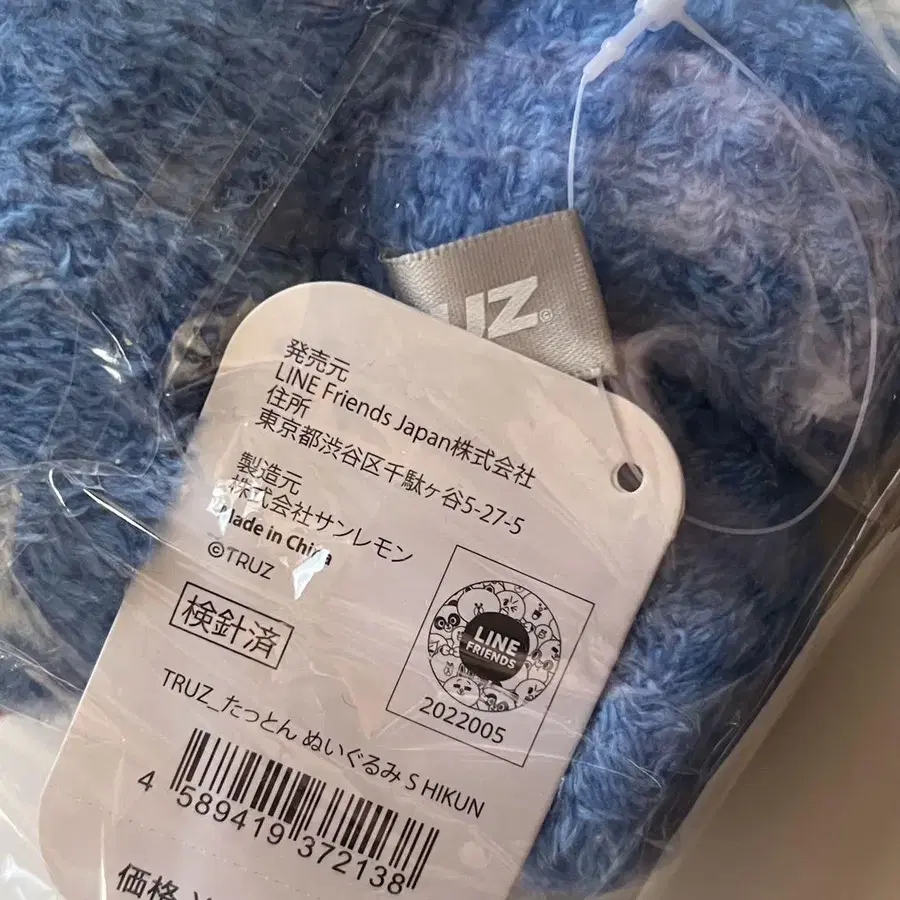 UZ©
発売元
LINE Friends Japan株式会社
住所
東京都渋谷区千駄ヶ谷5-27-5
製造元
株式会社サンレモン
Made in China
©TRUZ
検針済
LINE
FRIENDS
2022005
TRUZ_たっとん ぬいぐるみ S HIKUN
4 589419 372138
価格